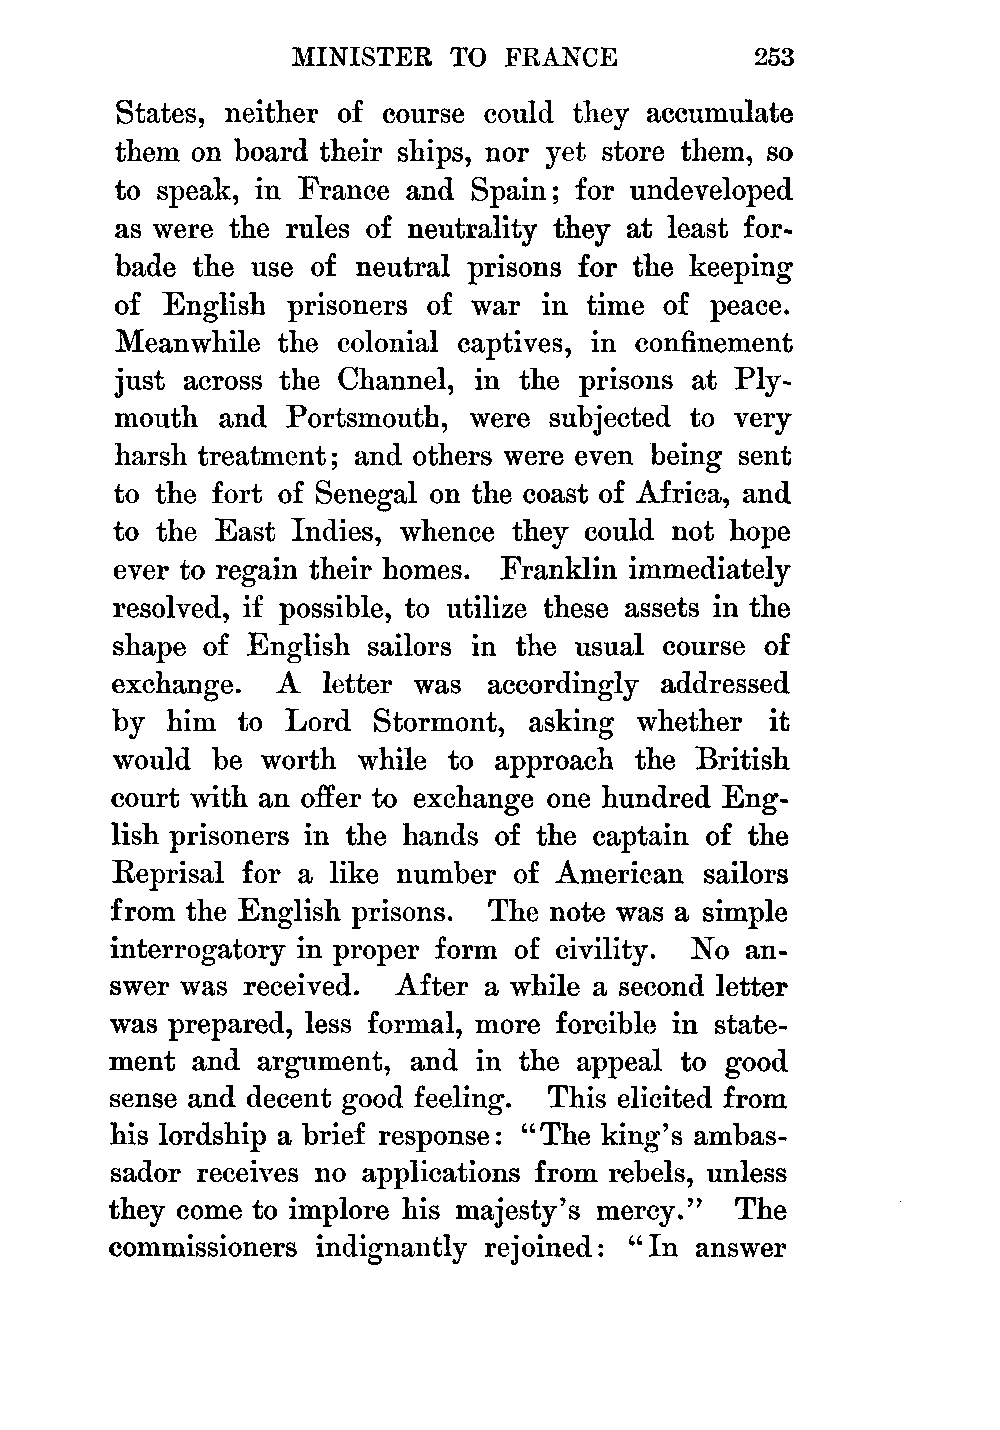 MINISTER TO FRANCE 253
States, neither of course could they accumulate
them on board their ships, nor yet store them, so
to speak, in France and Spain; for undeveloped
as were the rules of neutrality they at least for-
bade the use of neutral prisons for the keeping
of English prisoners of war in time of peace.
Meanwhile the colonial captives, in confinement
just across the Channel, in the prisons at Ply-
mouth and Portsmouth, were subjected to very
harsh treatment; and others were even being sent
to the fort of Senegal on the coast of Africa, and
to the East Indies, whence they could not hope
ever to regain their homes. Franklin immediately
resolved, if possible, to utilize these assets in the
shape of English sailors in the usual course of
exchange. A letter was accordingly addressed
by him to Lord Stormont, asking whether it
would be worth while to approach the British
court with an offer to exchange one hundred Eng-
lish prisoners in the hands of the captain of the
Reprisal for a like number of American sailors
from the English prisons. The note was a simple
interrogatory in proper form of civility. No an-
swer was received. After a while a second letter
was prepared, less formal, more forcible in state-
ment and argument, and in the appeal to good
sense and decent good feeling. This elicited from
his lordship a brief response: “The king's ambas-
sador receives no applications from rebels, unless
they come to implore his majesty's mercy.” The
commissioners indignantly rejoined: “In answer